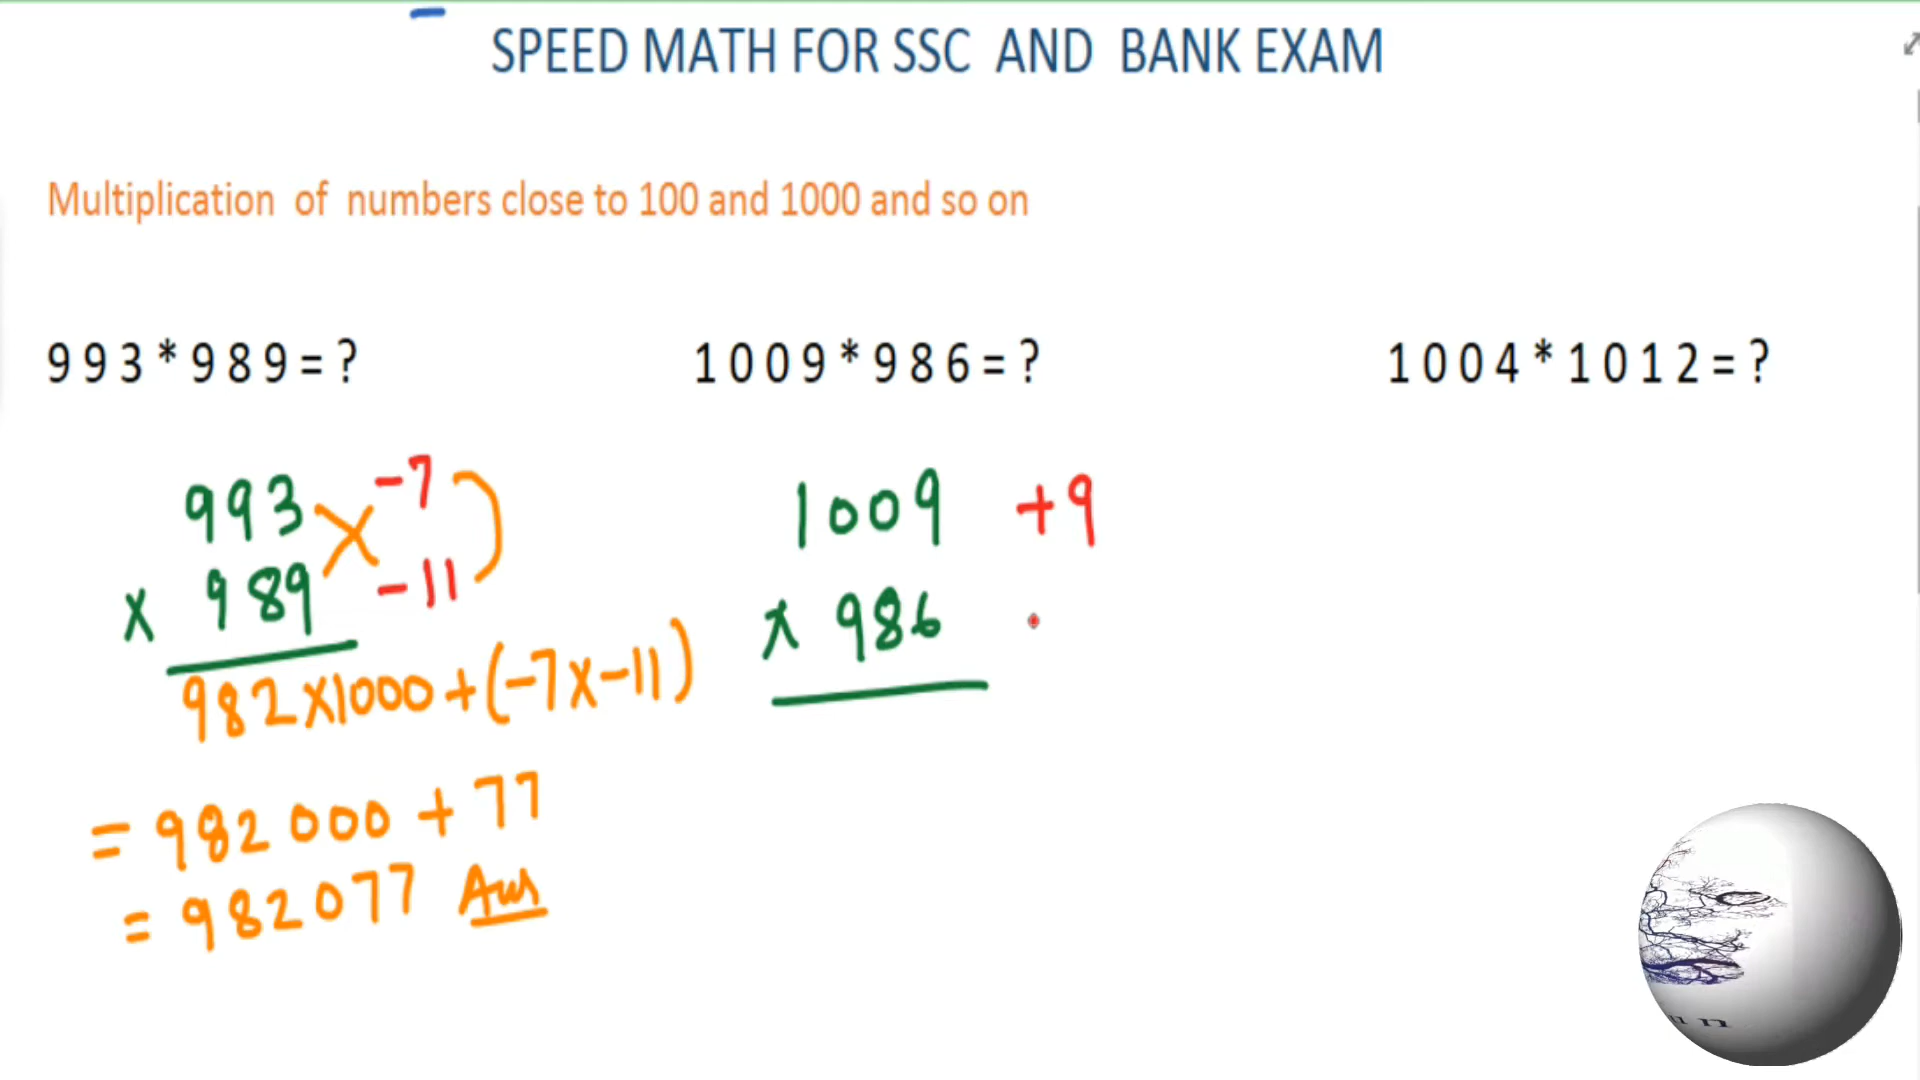 SPEED MATH FOR SSC AND BANK EXAM
Multiplication of numbers close to 100 and 1000 and so on
993*989=?
1009*986=?
1004*1012=?
993 -7
x 989 -11
982x1000+(-7x-11)
=982000+77
=982077 Ans
1009 +9
x 986